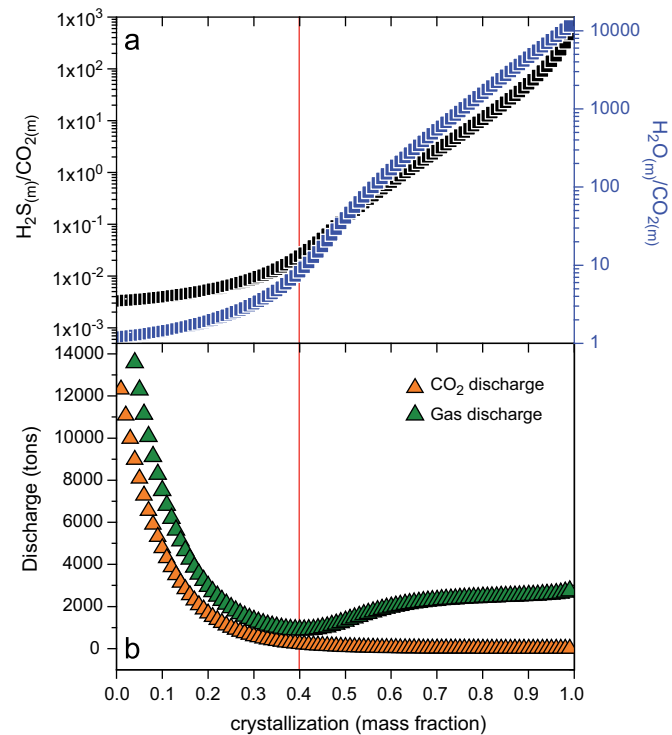 a
1x10³
1x10²
1x10¹
1x10⁰
1x10⁻¹
1x10⁻²
1x10⁻³
H₂S₍ₘ₎/CO₂₍ₘ₎
10000
1000
100
10
1
H₂O₍ₘ₎/CO₂₍ₘ₎
14000
12000
10000
8000
6000
4000
2000
0
Discharge (tons)
CO₂ discharge
Gas discharge
b
0.0 0.1 0.2 0.3 0.4 0.5 0.6 0.7 0.8 0.9 1.0
crystallization (mass fraction)